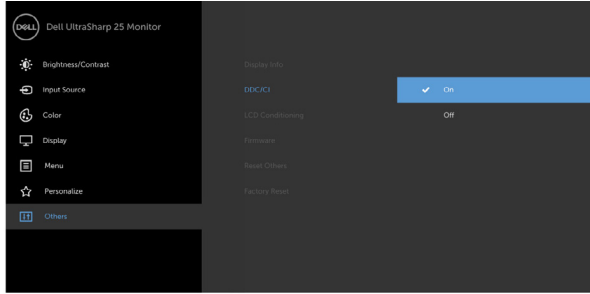 DELL Dell UltraSharp 25 Monitor
Brightness/Contrast
Input Source
Color
Display
Menu
Personalize
Others
Display Info
DDC/CI
LCD Conditioning
Firmware
Reset Others
Factory Reset
On
Off